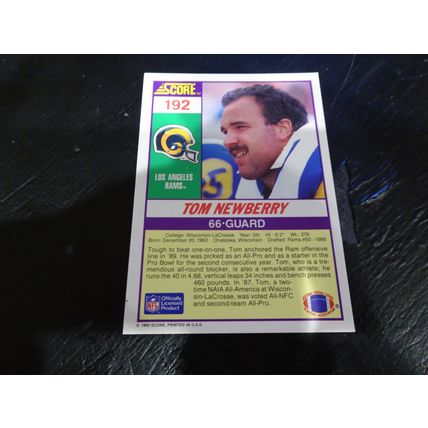 SCORE
192
LOS ANGELES
RAMS
TOM NEWBERRY
66·GUARD
College: Wisconsin-LaCrosse Year: 5th Ht.: 6'2" Wt.: 279
Born: December 20, 1962 Onalaska, Wisconsin Drafted: Rams #50 - 1986
Tough to beat one-on-one, Tom anchored the Ram offensive
line in '89. He was picked as an All-Pro and as a starter in the
Pro Bowl for the second consecutive year. Tom, who is a tre-
mendous all-round blocker, is also a remarkable athlete; he
runs the 40 in 4.68, vertical leaps 34 inches and bench presses
460 pounds. In '87, Tom, a two-
time NAIA All-America at Wiscon-
sin-LaCrosse, was voted All-NFC
and second-team All-Pro.
NFL
Officially
Licensed
Product
© 1990 SCORE, PRINTED IN U.S.A.